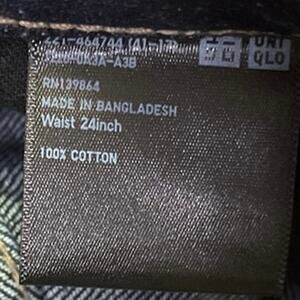 UNI
QLO
RN139864
MADE IN BANGLADESH
Waist 24inch
100% COTTON